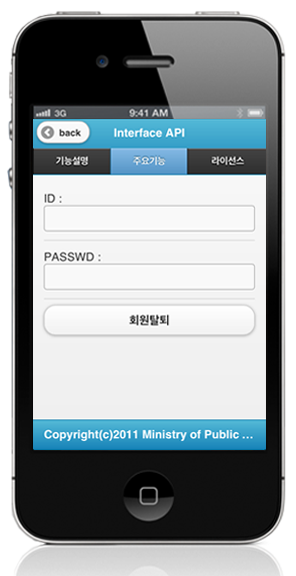 3G 9:41 AM
back Interface API
기능설명 주요기능 라이선스
ID :
PASSWD :
회원탈퇴
Copyright(c)2011 Ministry of Public ...